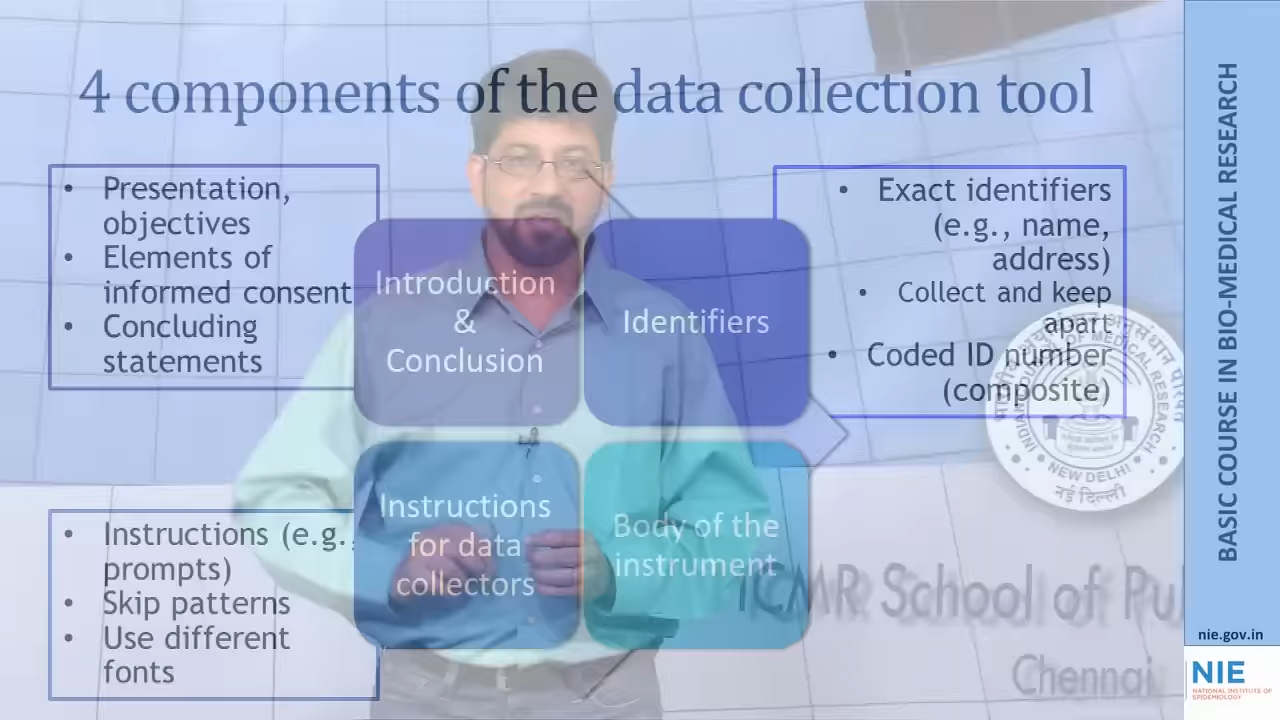 4 components of the data collection tool
• Presentation,
objectives
• Elements of
informed consent
• Concluding
statements
Introduction
&
Conclusion
Identifiers
• Exact identifiers
(e.g., name,
address)
• Collect and keep
apart
• Coded ID number
(composite)
• Instructions (e.g.,
prompts)
• Skip patterns
• Use different
fonts
Instructions
for data
collectors
Body of the
instrument
NEW DELHI
नई दिल्ली
ICMR School of Pu
Chennai
BASIC COURSE IN BIO-MEDICAL RESEARCH
nie.gov.in
NIE
NATIONAL INSTITUTE OF
EPIDEMIOLOGY